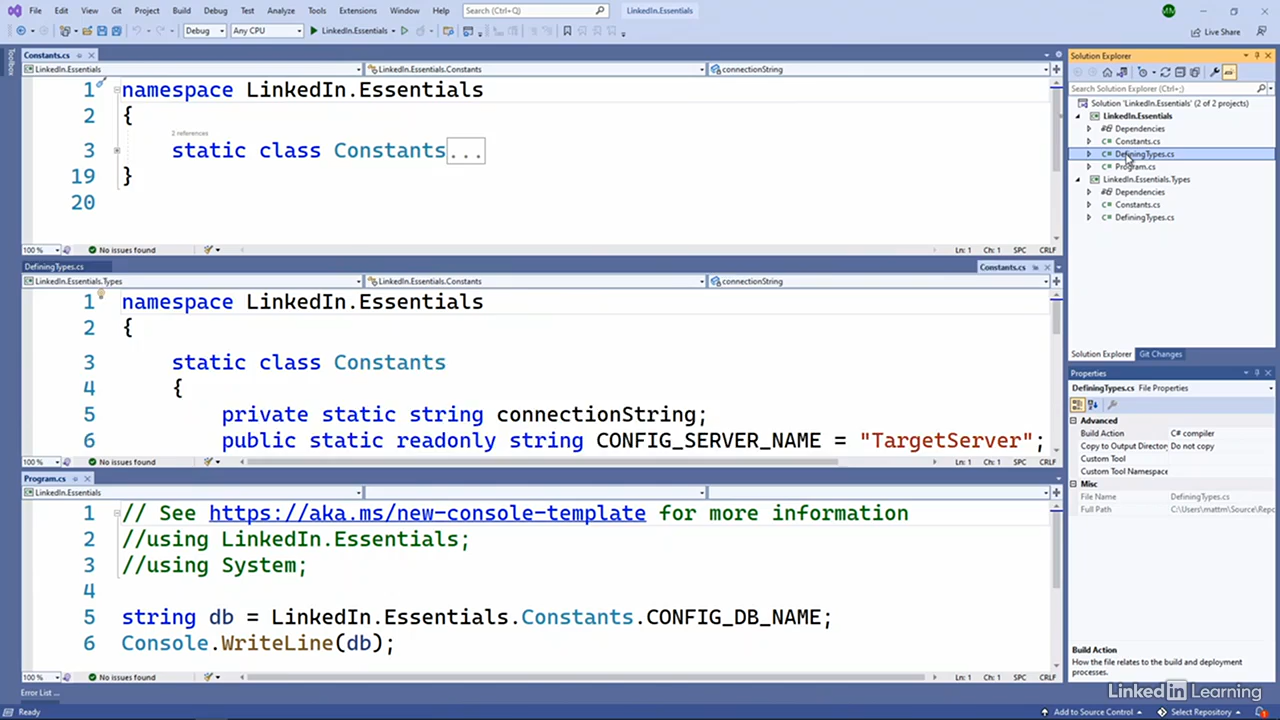 File Edit View Git Project Build Debug Test Analyze Tools Extensions Window Help Search (Ctrl+Q) LinkedIn.Essentials MM
Debug Any CPU LinkedIn.Essentials Live Share
Toolbox
Constants.cs
LinkedIn.Essentials LinkedIn.Essentials.Constants connectionString
1 namespace LinkedIn.Essentials
2 {
2 references
3 static class Constants...
19 }
20
100 % No issues found Ln: 1 Ch: 1 SPC CRLF
DefiningTypes.cs Constants.cs
LinkedIn.Essentials.Types LinkedIn.Essentials.Constants connectionString
1 namespace LinkedIn.Essentials
2 {
3 static class Constants
4 {
5 private static string connectionString;
6 public static readonly string CONFIG_SERVER_NAME = "TargetServer";
100 % No issues found Ln: 1 Ch: 1 SPC CRLF
Program.cs
LinkedIn.Essentials
1 // See https://aka.ms/new-console-template for more information
2 //using LinkedIn.Essentials;
3 //using System;
4
5 string db = LinkedIn.Essentials.Constants.CONFIG_DB_NAME;
6 Console.WriteLine(db);
100 % No issues found Ln: 1 Ch: 1 SPC CRLF
Error List ...
Solution Explorer
Search Solution Explorer (Ctrl+;)
Solution 'LinkedIn.Essentials' (2 of 2 projects)
LinkedIn.Essentials
Dependencies
C# Constants.cs
C# DefiningTypes.cs
C# Program.cs
LinkedIn.Essentials.Types
Dependencies
C# Constants.cs
C# DefiningTypes.cs
Solution Explorer Git Changes
Properties
DefiningTypes.cs File Properties
Advanced
Build Action C# compiler
Copy to Output Director Do not copy
Custom Tool
Custom Tool Namespace
Misc
File Name DefiningTypes.cs
Full Path C:\Users\mattm\Source\Repo
Build Action
How the file relates to the build and deployment
processes.
LinkedIn Learning
Ready Add to Source Control Select Repository 1